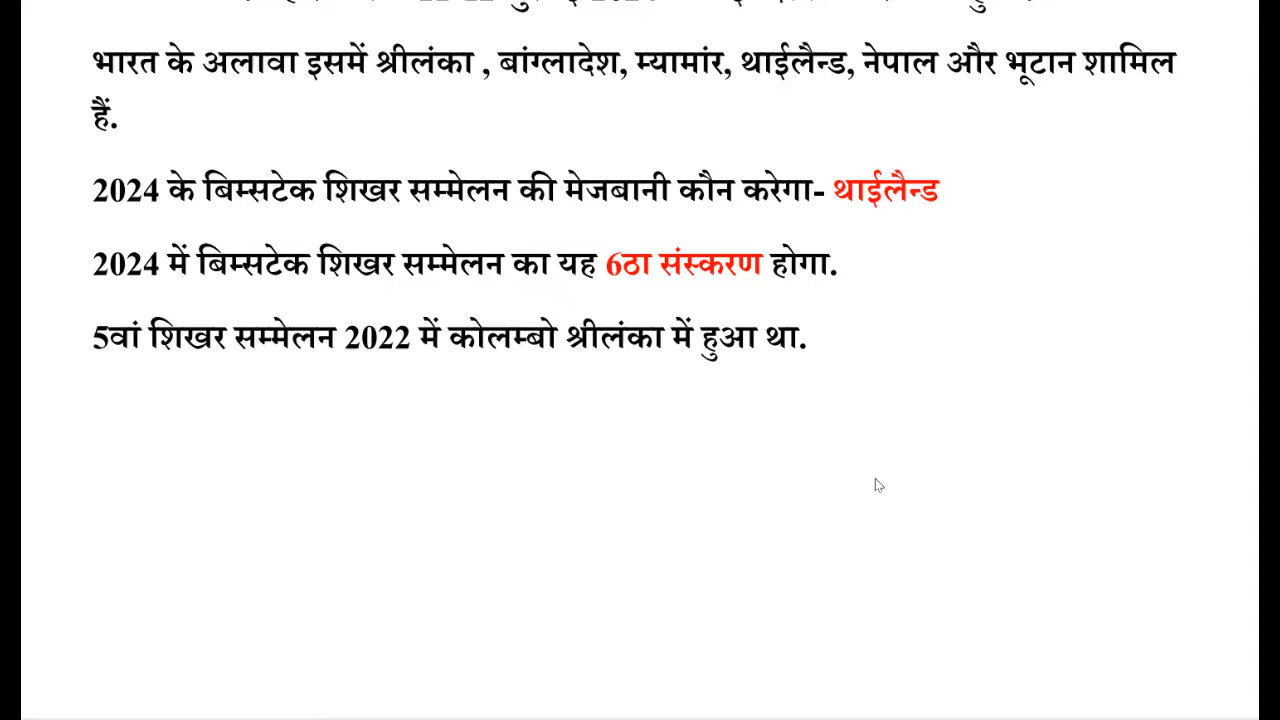 भारत के अलावा इसमें श्रीलंका , बांग्लादेश, म्यामांर, थाईलैन्ड, नेपाल और भूटान शामिल
हैं.
2024 के बिम्सटेक शिखर सम्मेलन की मेजबानी कौन करेगा- थाईलैन्ड
2024 में बिम्सटेक शिखर सम्मेलन का यह 6ठा संस्करण होगा.
5वां शिखर सम्मेलन 2022 में कोलम्बो श्रीलंका में हुआ था.